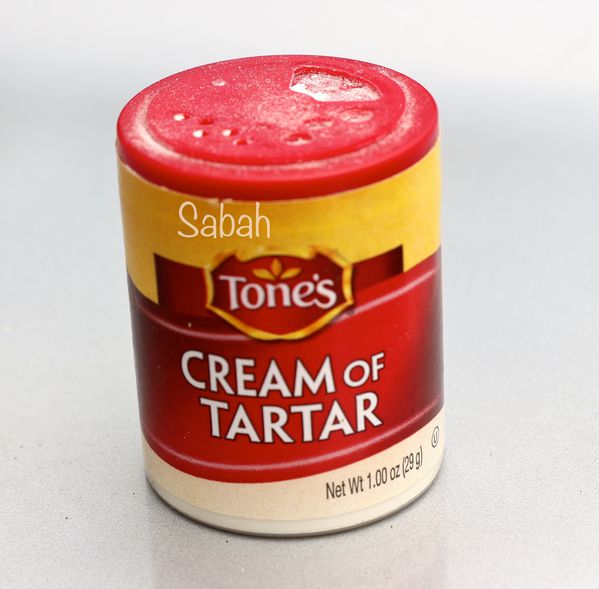 Sabah
Tone's
CREAM OF
TARTAR
Net Wt 1.00 oz (29 g)
U